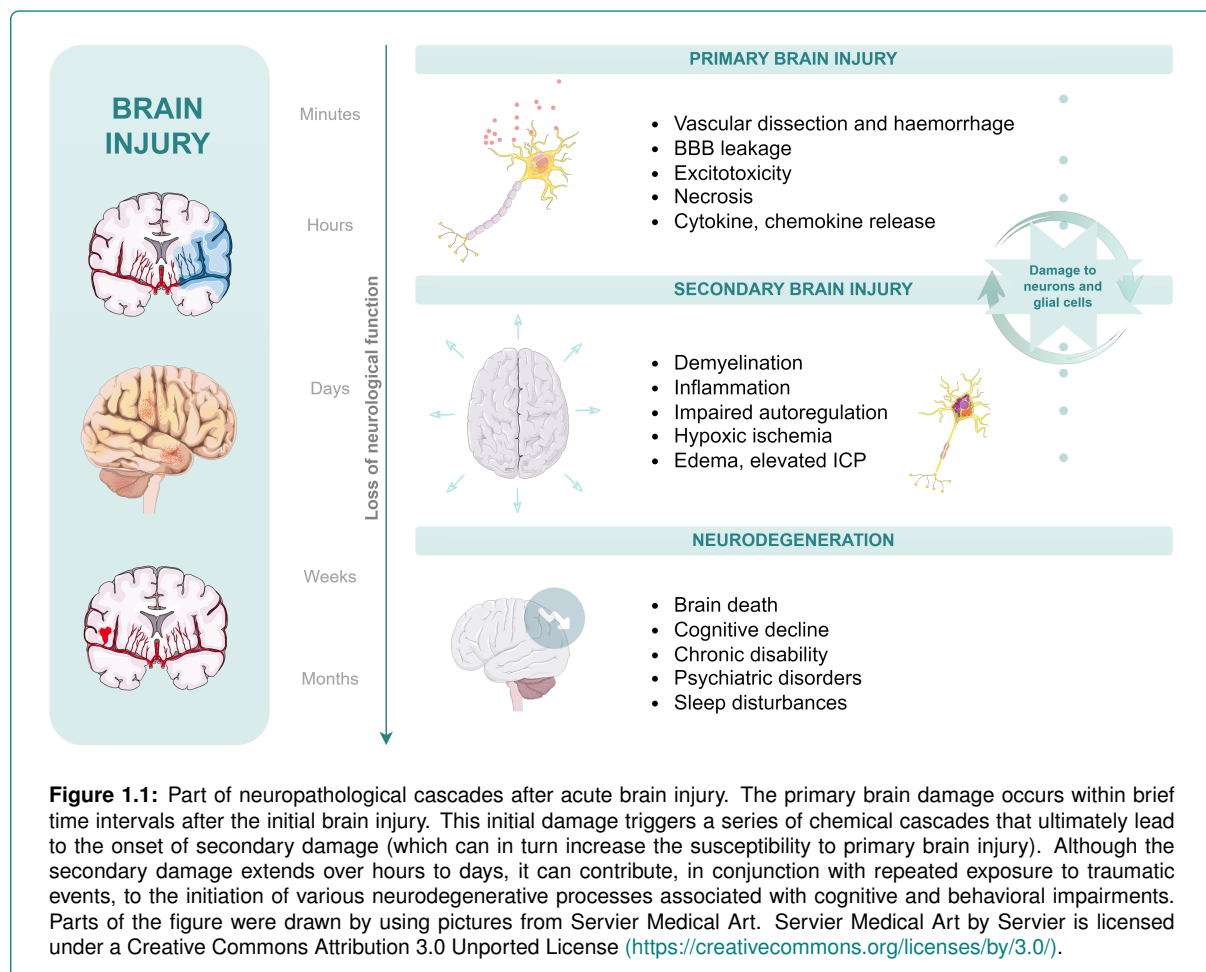 BRAIN
INJURY
Minutes
Hours
Days
Weeks
Months
Loss of neurological function
PRIMARY BRAIN INJURY
• Vascular dissection and haemorrhage
• BBB leakage
• Excitotoxicity
• Necrosis
• Cytokine, chemokine release
Damage to
neurons and
glial cells
SECONDARY BRAIN INJURY
• Demyelination
• Inflammation
• Impaired autoregulation
• Hypoxic ischemia
• Edema, elevated ICP
NEURODEGENERATION
• Brain death
• Cognitive decline
• Chronic disability
• Psychiatric disorders
• Sleep disturbances
Figure 1.1: Part of neuropathological cascades after acute brain injury. The primary brain damage occurs within brief
time intervals after the initial brain injury. This initial damage triggers a series of chemical cascades that ultimately lead
to the onset of secondary damage (which can in turn increase the susceptibility to primary brain injury). Although the
secondary damage extends over hours to days, it can contribute, in conjunction with repeated exposure to traumatic
events, to the initiation of various neurodegenerative processes associated with cognitive and behavioral impairments.
Parts of the figure were drawn by using pictures from Servier Medical Art. Servier Medical Art by Servier is licensed
under a Creative Commons Attribution 3.0 Unported License (https://creativecommons.org/licenses/by/3.0/).